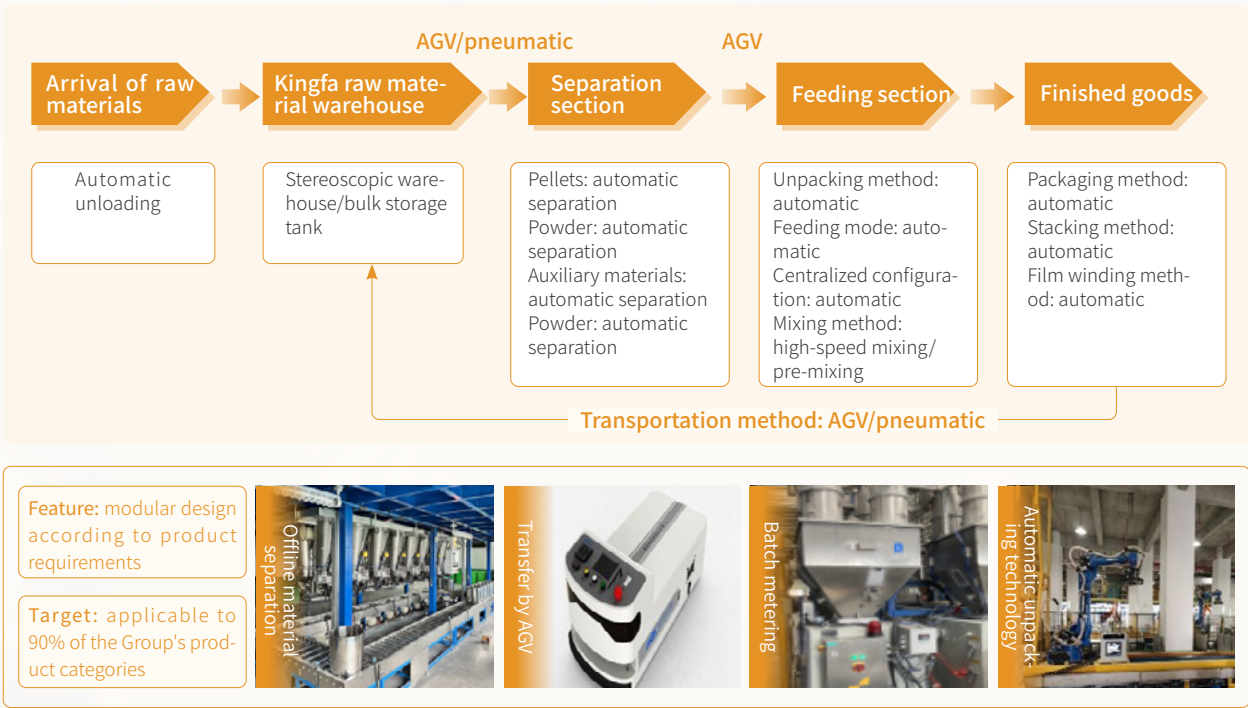 AGV/pneumatic
AGV
Arrival of raw
materials
Kingfa raw mate-
rial warehouse
Separation
section
Feeding section
Finished goods
Automatic
unloading
Stereoscopic ware-
house/bulk storage
tank
Pellets: automatic
separation
Powder: automatic
separation
Auxiliary materials:
automatic separation
Powder: automatic
separation
Unpacking method:
automatic
Feeding mode: auto-
matic
Centralized configura-
tion: automatic
Mixing method:
high-speed mixing/
pre-mixing
Packaging method:
automatic
Stacking method:
automatic
Film winding meth-
od: automatic
Transportation method: AGV/pneumatic
Feature: modular design
according to product
requirements
Target: applicable to
90% of the Group's prod-
uct categories
Offline material
separation
Transfer by AGV
Batch metering
Automatic unpack-
ing technology